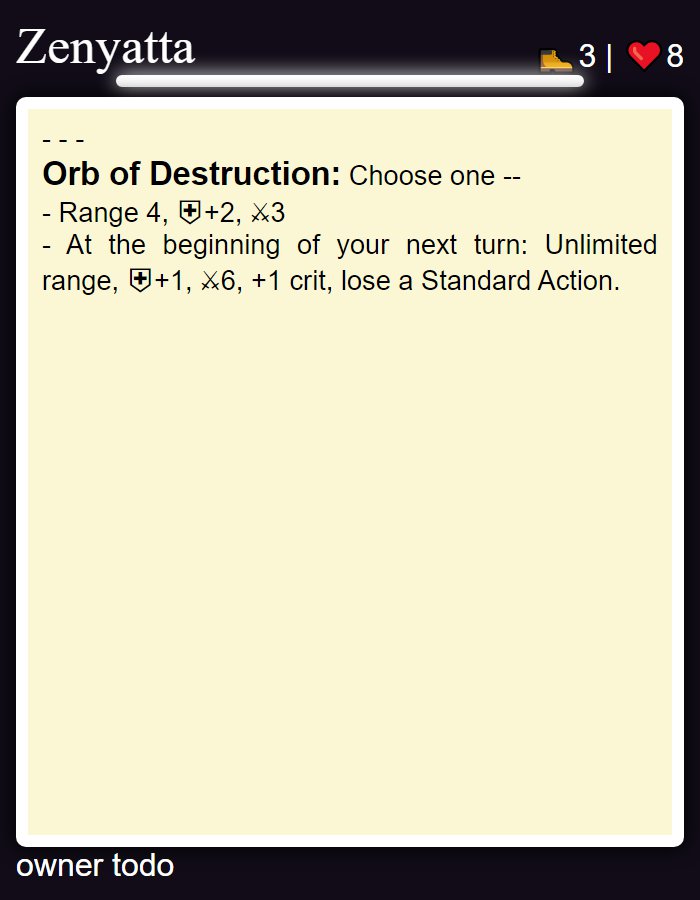 Zenyatta
🥾3 | ❤️8
- - -
Orb of Destruction: Choose one --
- Range 4, ⛨+2, ⚔3
- At the beginning of your next turn: Unlimited
range, ⛨+1, ⚔6, +1 crit, lose a Standard Action.
owner todo